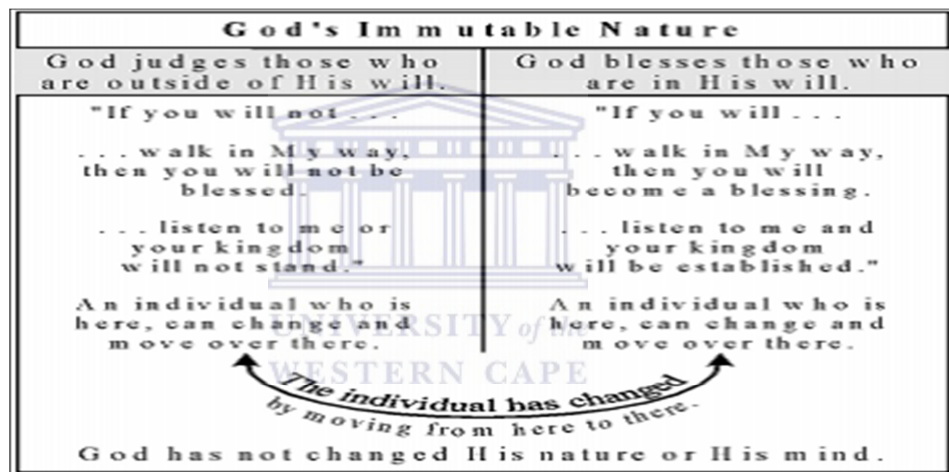 God's Immutable Nature
God judges those who
are outside of His will.
"If you will not . . .
. . . walk in My way,
then you will not be
blessed.
. . . listen to me or
your kingdom
will not stand."
An individual who is
here, can change and
move over there.
God blesses those who
are in His will.
"If you will . . .
. . . walk in My way,
then you will
become a blessing.
. . . listen to me and
your kingdom
will be established."
An individual who is
here, can change and
move over there.
UNIVERSITY of the
WESTERN CAPE
The individual has changed
by moving from here to there.
God has not changed His nature or His mind.